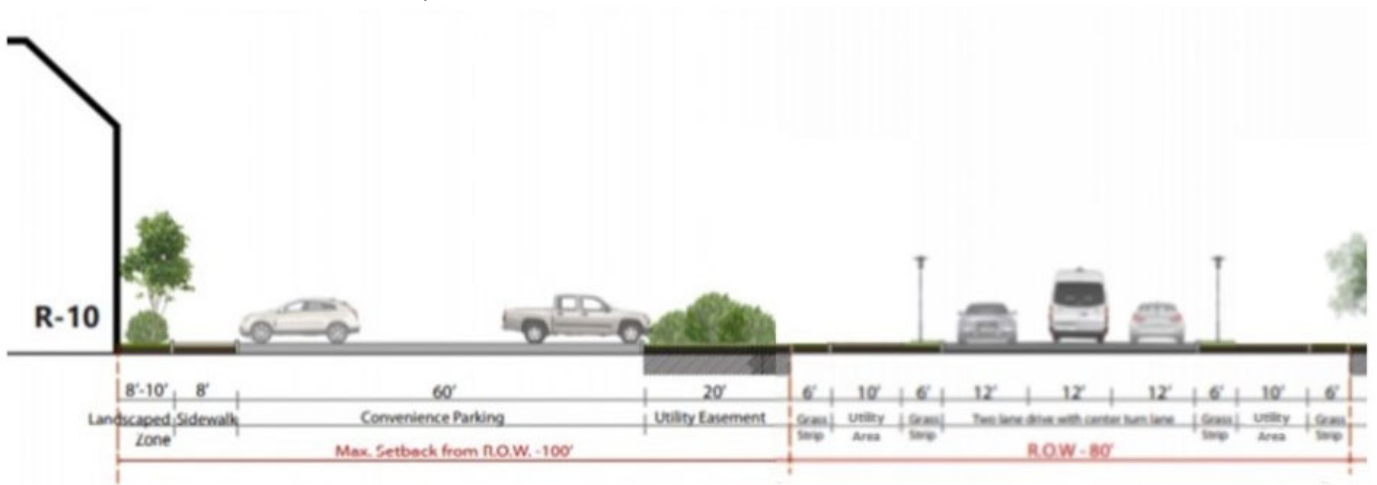 R-10
8'-10' 8' 60' 20' 6' 10' 6' 12' 12' 12' 6' 10' 6'
Landscaped Sidewalk Convenience Parking Utility Easement Grass Utility Grass Two lane drive with center turn lane Grass Utility Grass
Zone Strip Area Strip Strip Area Strip
Max. Setback from R.O.W. -100' R.O.W - 80'